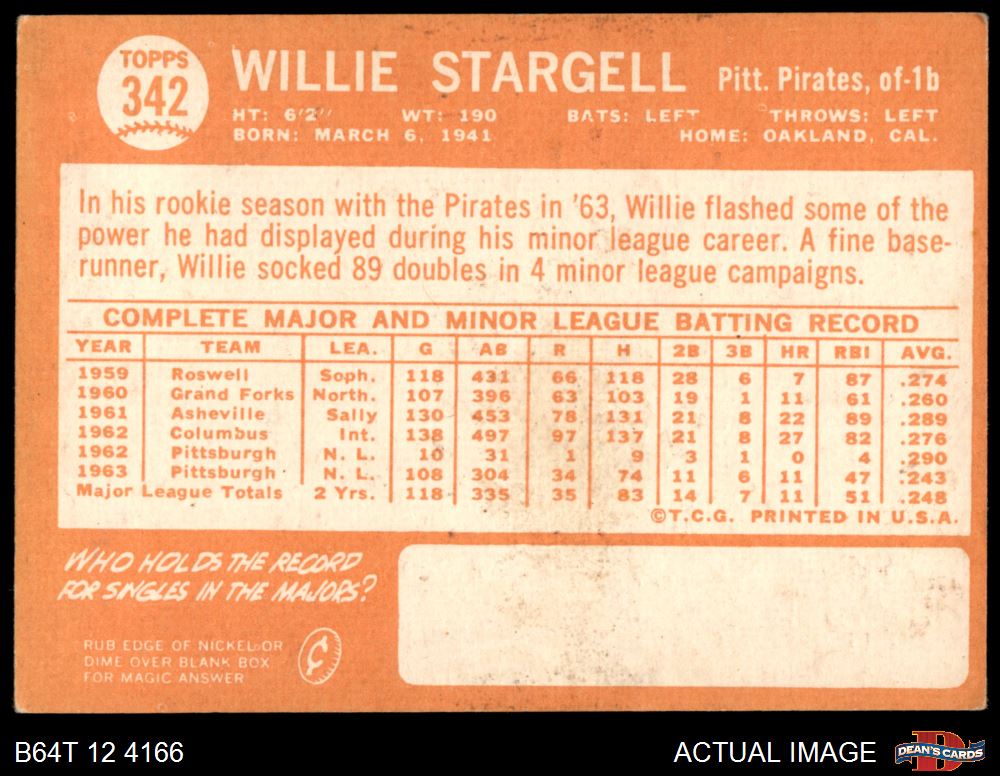 TOPPS
342
WILLIE STARGELL Pitt. Pirates, of-1b
HT: 6'2" WT: 190 BATS: LEFT THROWS: LEFT
BORN: MARCH 6, 1941 HOME: OAKLAND, CAL.
In his rookie season with the Pirates in '63, Willie flashed some of the
power he had displayed during his minor league career. A fine base-
runner, Willie socked 89 doubles in 4 minor league campaigns.
COMPLETE MAJOR AND MINOR LEAGUE BATTING RECORD
YEAR TEAM LEA. G AB R H 2B 3B HR RBI AVG.
1959 Roswell Soph. 118 431 66 118 28 6 7 87 .274
1960 Grand Forks North. 107 396 63 103 19 1 11 61 .260
1961 Asheville Sally 130 453 78 131 21 8 22 89 .289
1962 Columbus Int. 138 497 97 137 21 8 27 82 .276
1962 Pittsburgh N. L. 10 31 1 9 3 1 0 4 .290
1963 Pittsburgh N. L. 108 304 34 74 11 6 11 47 .243
Major League Totals 2 Yrs. 118 335 35 83 14 7 11 51 .248
©T.C.G. PRINTED IN U.S.A.
WHO HOLDS THE RECORD
FOR SINGLES IN THE MAJORS?
RUB EDGE OF NICKEL OR
DIME OVER BLANK BOX
FOR MAGIC ANSWER
¢
B64T 12 4166 ACTUAL IMAGE
D
DEAN'S CARDS